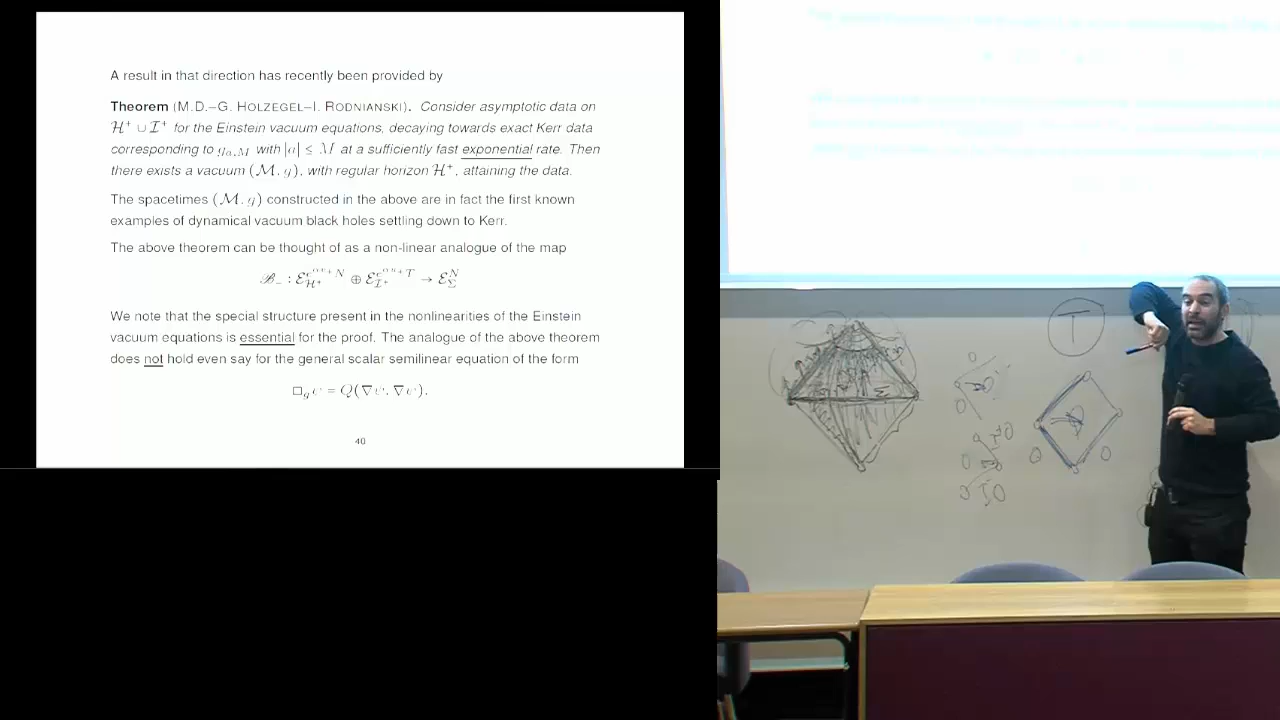 A result in that direction has recently been provided by
Theorem (M.D.–G. HOLZEGEL–I. RODNIANSKI). Consider asymptotic data on
ℋ⁺ ∪ ℐ⁺ for the Einstein vacuum equations, decaying towards exact Kerr data
corresponding to g_{a,M} with |a| ≤ M at a sufficiently fast exponential rate. Then
there exists a vacuum (ℳ, g), with regular horizon ℋ⁺, attaining the data.
The spacetimes (ℳ, g) constructed in the above are in fact the first known
examples of dynamical vacuum black holes settling down to Kerr.
The above theorem can be thought of as a non-linear analogue of the map
ℬ₋ : ℰ_{ℋ⁺}^{e^{αv}+N} ⊕ ℰ_{ℐ⁺}^{e^{αu}+T} → ℰ_Σ^N
We note that the special structure present in the nonlinearities of the Einstein
vacuum equations is essential for the proof. The analogue of the above theorem
does not hold even say for the general scalar semilinear equation of the form
□_g ψ = Q(∇ψ, ∇ψ).
40
T